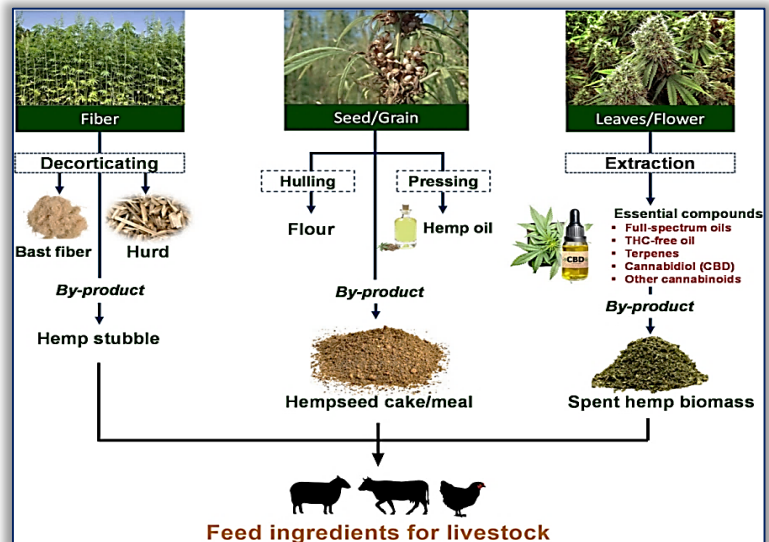 Fiber
Seed/Grain
Leaves/Flower
Decorticating
Bast fiber
Hurd
By-product
Hemp stubble
Hulling
Pressing
Flour
Hemp oil
By-product
Hempseed cake/meal
Extraction
Essential compounds
▪ Full-spectrum oils
▪ THC-free oil
▪ Terpenes
▪ Cannabidiol (CBD)
▪ Other cannabinoids
CBD
By-product
Spent hemp biomass
Feed ingredients for livestock